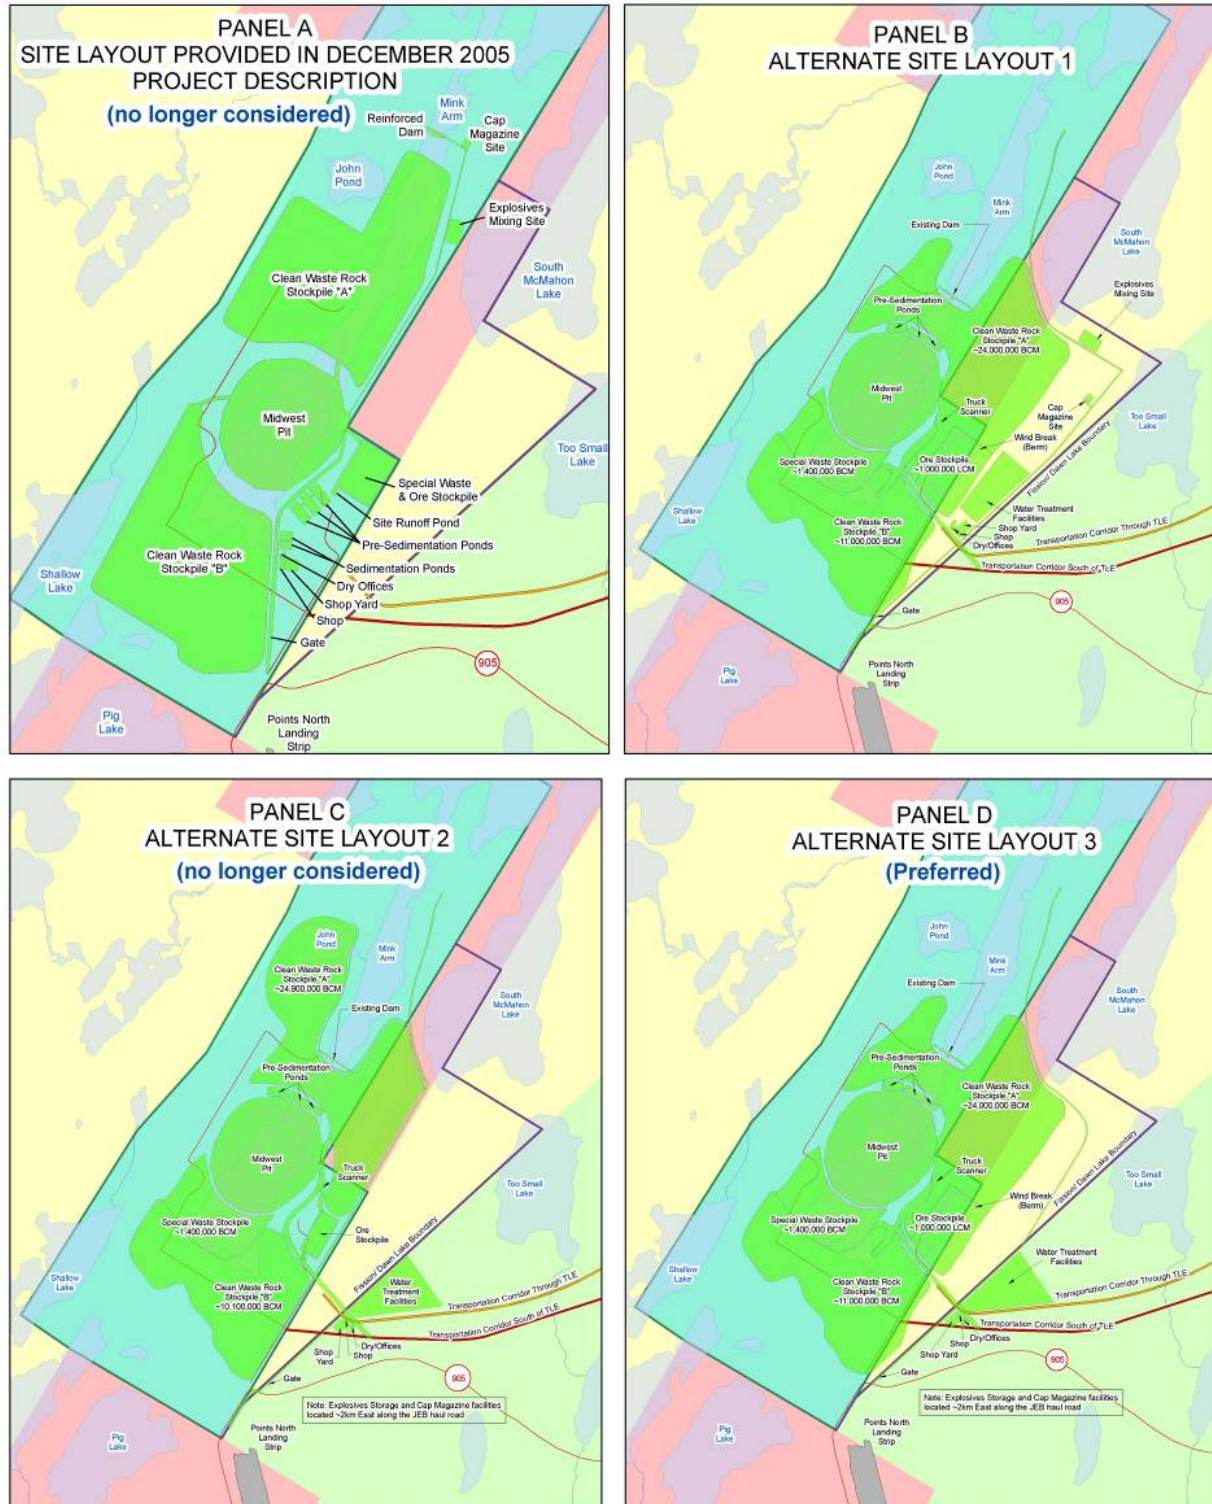 PANEL A
SITE LAYOUT PROVIDED IN DECEMBER 2005
PROJECT DESCRIPTION
(no longer considered)
Mink
Arm
Reinforced
Dam
Cap
Magazine
Site
John
Pond
Explosives
Mixing Site
South
McMahon
Lake
Clean Waste Rock
Stockpile "A"
Midwest
Pit
Too Small
Lake
Special Waste
& Ore Stockpile
Site Runoff Pond
Pre-Sedimentation Ponds
Clean Waste Rock
Stockpile "B"
Sedimentation Ponds
Shallow
Lake
Dry Offices
Shop Yard
Shop
Gate
905
Pig
Lake
Points North
Landing
Strip
PANEL B
ALTERNATE SITE LAYOUT 1
John
Pond
Mink
Arm
Existing Dam
South
McMahon
Lake
Explosives
Mixing Site
Pre-Sedimentation
Ponds
Clean Waste Rock
Stockpile "A"
~24,000,000 BCM
Midwest
Pit
Truck
Scanner
Cap
Magazine
Site
Too Small
Lake
Wind Break
(Berm)
Fission/ Dawn Lake Boundary
Special Waste Stockpile
~1,400,000 BCM
Ore Stockpile
~1,000,000 LCM
Shallow
Lake
Clean Waste Rock
Stockpile "B"
~11,000,000 BCM
Water Treatment
Facilities
Shop Yard
Shop
Dry/Offices
Transportation Corridor Through TLE
Transportation Corridor South of TLE
Gate
905
Pig
Lake
Points North
Landing
Strip
PANEL C
ALTERNATE SITE LAYOUT 2
(no longer considered)
John
Pond
Mink
Arm
Clean Waste Rock
Stockpile "A"
~24,900,000 BCM
Existing Dam
South
McMahon
Lake
Pre-Sedimentation
Ponds
Midwest
Pit
Truck
Scanner
Too Small
Lake
Special Waste Stockpile
~1,400,000 BCM
Ore
Stockpile
Fission/ Dawn Lake Boundary
Shallow
Lake
Clean Waste Rock
Stockpile "B"
~10,100,000 BCM
Water
Treatment
Facilities
Transportation Corridor Through TLE
Transportation Corridor South of TLE
Shop
Yard
Shop
Dry/Offices
Gate
905
Note: Explosives Storage and Cap Magazine facilities
located ~2km East along the JEB haul road
Pig
Lake
Points North
Landing
Strip
PANEL D
ALTERNATE SITE LAYOUT 3
(Preferred)
John
Pond
Mink
Arm
Existing Dam
South
McMahon
Lake
Pre-Sedimentation
Ponds
Clean Waste Rock
Stockpile "A"
~24,000,000 BCM
Midwest
Pit
Truck
Scanner
Fission/ Dawn Lake Boundary
Too Small
Lake
Wind Break
(Berm)
Special Waste Stockpile
~1,400,000 BCM
Ore Stockpile
~1,000,000 LCM
Water Treatment
Facilities
Shallow
Lake
Clean Waste Rock
Stockpile "B"
~11,000,000 BCM
Transportation Corridor Through TLE
Transportation Corridor South of TLE
Dry/Offices
Shop
Shop Yard
Gate
905
Note: Explosives Storage and Cap Magazine facilities
located ~2km East along the JEB haul road
Pig
Lake
Points North
Landing
Strip